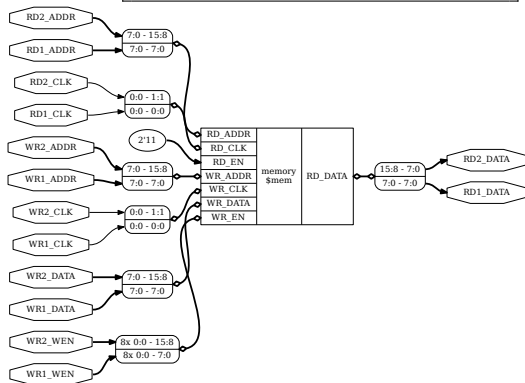 RD2_ADDR
RD1_ADDR
7:0 - 15:8
7:0 - 7:0
RD2_CLK
RD1_CLK
0:0 - 1:1
0:0 - 0:0
2'11
WR2_ADDR
WR1_ADDR
7:0 - 15:8
7:0 - 7:0
WR2_CLK
WR1_CLK
0:0 - 1:1
0:0 - 0:0
WR2_DATA
WR1_DATA
7:0 - 15:8
7:0 - 7:0
WR2_WEN
WR1_WEN
8x 0:0 - 15:8
8x 0:0 - 7:0
RD_ADDR
RD_CLK
RD_EN
WR_ADDR
WR_CLK
WR_DATA
WR_EN
memory
$mem
RD_DATA
15:8 - 7:0
7:0 - 7:0
RD2_DATA
RD1_DATA